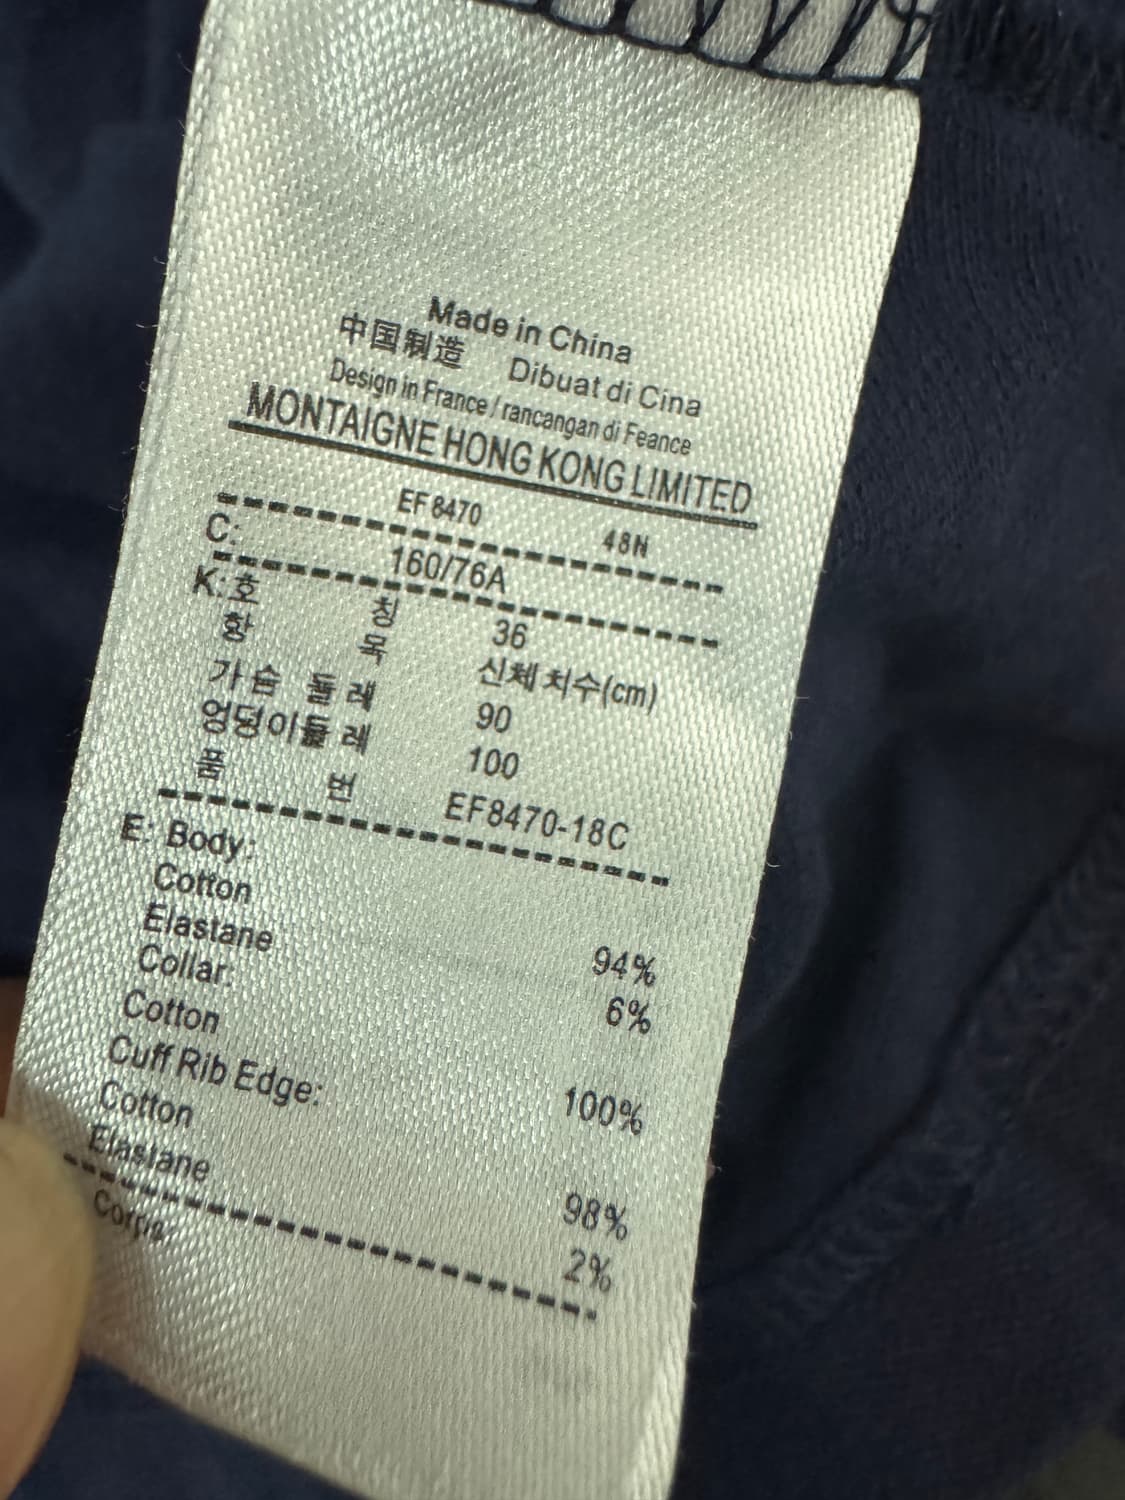 Made in China
中国制造 Dibuat di Cina
Design in France / rancangan di Feance
MONTAIGNE HONG KONG LIMITED
EF8470 48N
C: 160/76A
K: 호 칭 36
항 목 신체 치수(cm)
가슴 둘레 90
엉덩이둘레 100
품 번 EF8470-18C
E: Body:
Cotton 94%
Elastane 6%
Collar:
Cotton 100%
Cuff Rib Edge:
Cotton 98%
Elastane 2%
Corps